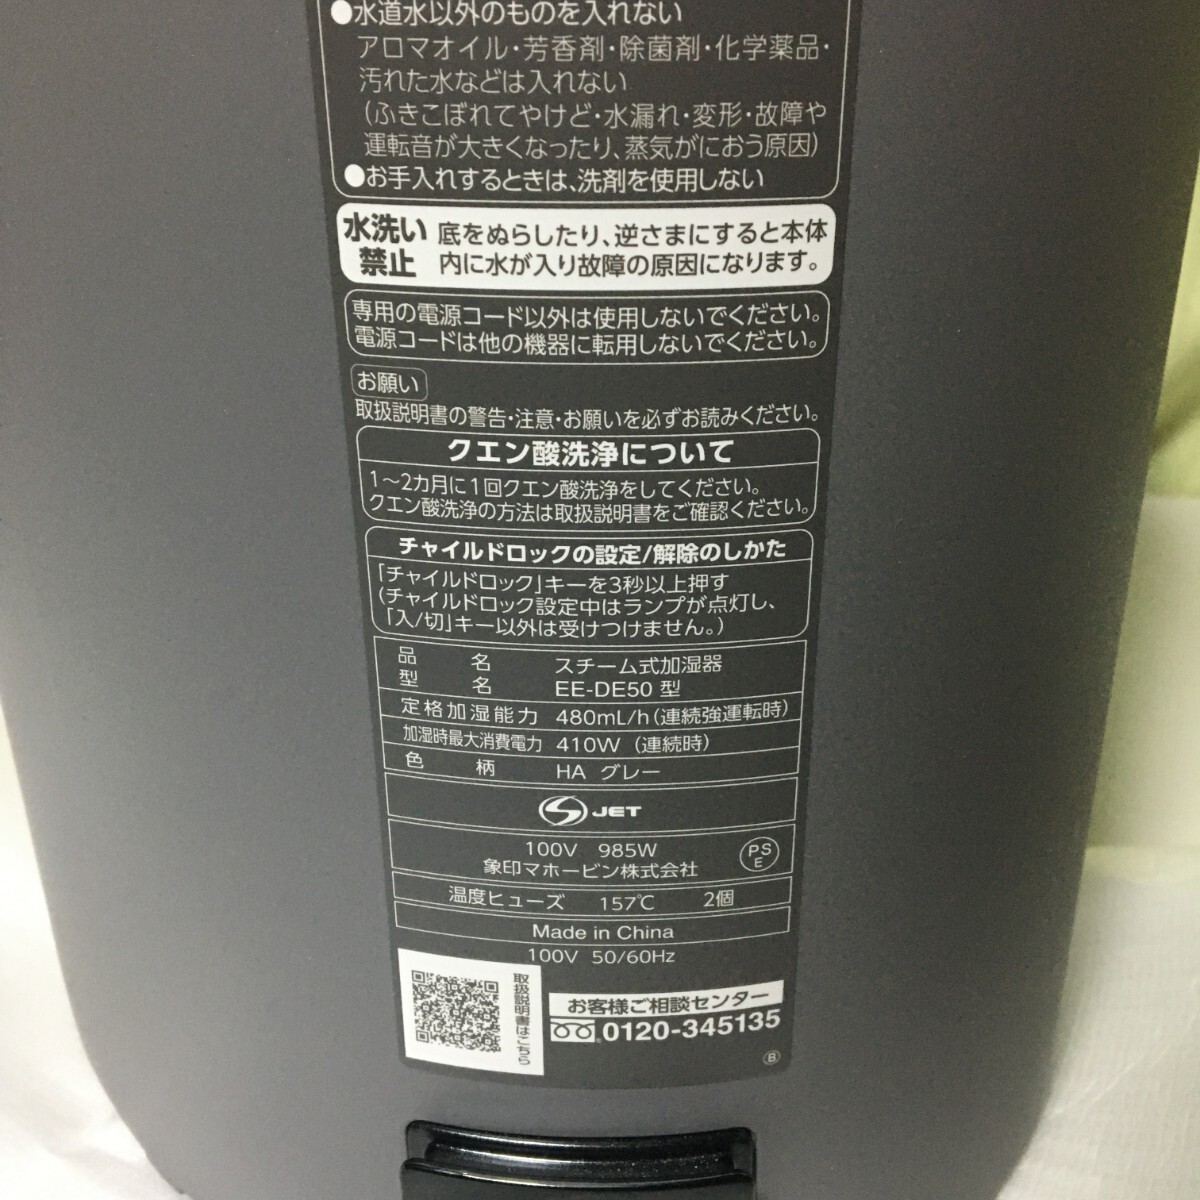 ●水道水以外のものを入れない
アロマオイル・芳香剤・除菌剤・化学薬品・
汚れた水などは入れない
(ふきこぼれてやけど・水漏れ・変形・故障や
運転音が大きくなったり、蒸気がにおう原因)
●お手入れするときは、洗剤を使用しない
水洗い
禁止
底をぬらしたり、逆さまにすると本体
内に水が入り故障の原因になります。
専用の電源コード以外は使用しないでください。
電源コードは他の機器に転用しないでください。
お願い
取扱説明書の警告・注意・お願いを必ずお読みください。
クエン酸洗浄について
1〜2カ月に1回クエン酸洗浄をしてください。
クエン酸洗浄の方法は取扱説明書をご確認ください。
チャイルドロックの設定/解除のしかた
「チャイルドロック」キーを3秒以上押す
(チャイルドロック設定中はランプが点灯し、
「入/切」キー以外は受けつけません。)
品名 スチーム式加湿器
型名 EE-DE50 型
定格加湿能力 480mL/h(連続強運転時)
加湿時最大消費電力 410W (連続時)
色柄 HA グレー
S JET
100V 985W
象印マホービン株式会社
PS
E
温度ヒューズ 157℃ 2個
Made in China
100V 50/60Hz
取扱説明書はこちら
お客様ご相談センター
0120-345135
B